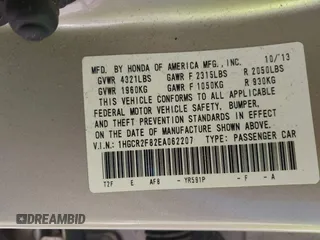 MFD. BY HONDA OF AMERICA MFG., INC. 10/13
GVWR 4321LBS GAWR F 2315LBS R 2050LBS
GVWR 1960KG GAWR F 1050KG R 930KG
THIS VEHICLE CONFORMS TO ALL APPLICABLE
FEDERAL MOTOR VEHICLE SAFETY, BUMPER,
AND THEFT PREVENTION STANDARDS IN EFFECT ON
THE DATE OF MANUFACTURE SHOWN ABOVE.
V.I.N.: 1HGCR2F82EA062207 TYPE: PASSENGER CAR
T2F E AF8 - YR591P - F - A
DREAMBID